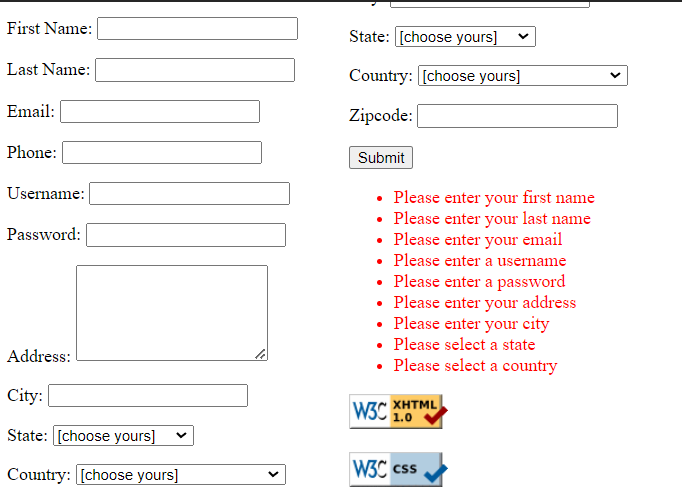 First Name:
Last Name:
Email:
Phone:
Username:
Password:
Address:
City:
State: [choose yours]
Country: [choose yours]
State: [choose yours]
Country: [choose yours]
Zipcode:
Submit
Please enter your first name
Please enter your last name
Please enter your email
Please enter a username
Please enter a password
Please enter your address
Please enter your city
Please select a state
Please select a country
W3C XHTML 1.0
W3C css